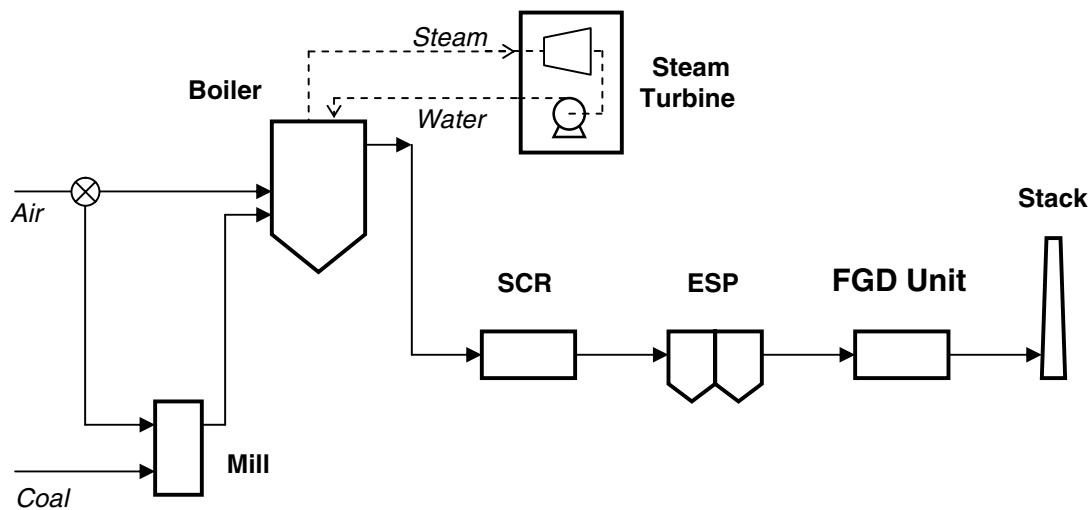 Steam
Boiler
Steam
Turbine
Water
Air
Stack
SCR
ESP
FGD Unit
Mill
Coal